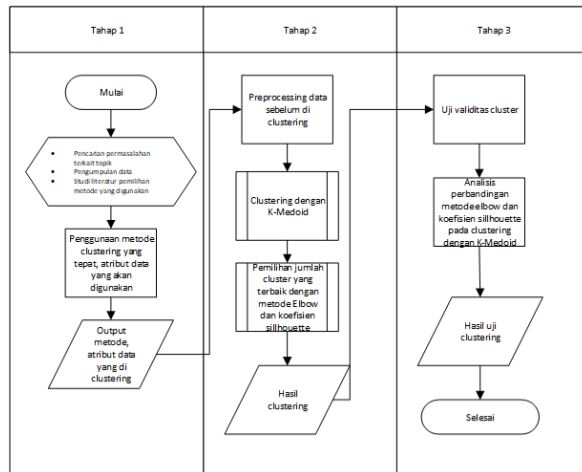 Tahap 1
Mulai
Pencarian permasalahan
terkait topik
Pengumpulan data
Studi literatur pemilihan
metode yang digunakan
Penggunaan metode
clustering yang
tepat, atribut data
yang akan
digunakan
Output
metode,
atribut data
yang di
clustering
Tahap 2
Preprocessing data
sebelum di
clustering
Clustering dengan
K-Medoid
Pemilihan jumlah
cluster yang
terbaik dengan
metode Elbow
dan koefisien
sillhouette
Hasil
clustering
Tahap 3
Uji validitas cluster
Analisis
perbandingan
metode elbow dan
koefisien sillhouette
pada clustering
dengan K-Medoid
Hasil uji
clustering
Selesai